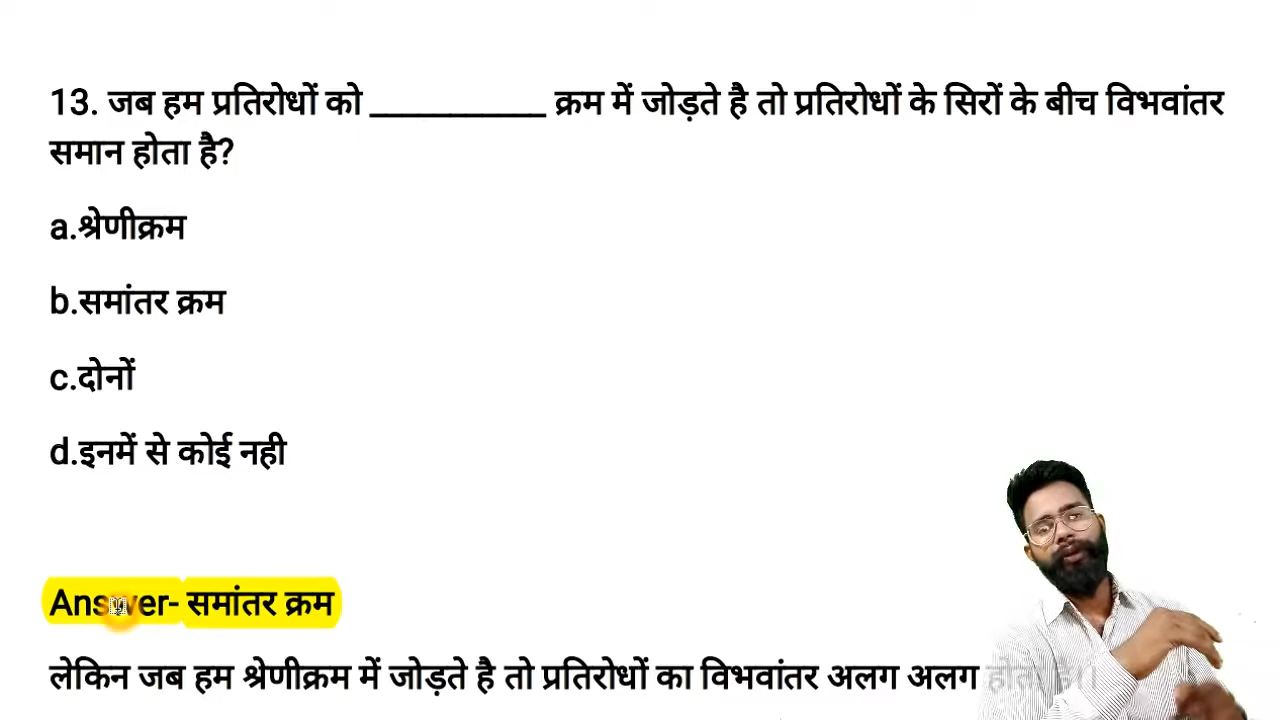 13. जब हम प्रतिरोधों को __________ क्रम में जोड़ते है तो प्रतिरोधों के सिरों के बीच विभवांतर
समान होता है?
a.श्रेणीक्रम
b.समांतर क्रम
c.दोनों
d.इनमें से कोई नही
Answer- समांतर क्रम
लेकिन जब हम श्रेणीक्रम में जोड़ते है तो प्रतिरोधों का विभवांतर अलग अलग होता है।